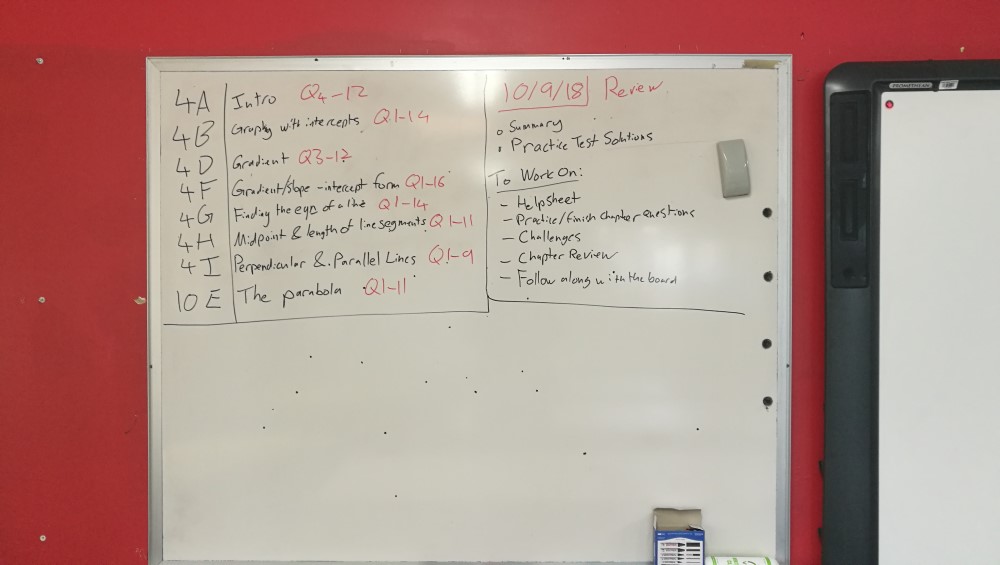 4A Intro Q4-12
4B Graphs with intercepts Q1-14
4D Gradient Q3-12
4F Gradient/slope-intercept form Q1-16
4G Finding the eqn of a line Q1-14
4H Midpoint & length of line segments Q1-11
4I Perpendicular & Parallel Lines Q1-9
10E The parabola Q1-11
10/9/18 Review
Summary
Practice Test Solutions
To Work On:
- Helpsheet
- Practice/finish chapter questions
- Challenges
- Chapter Review
- Follow along with the board
PROMETHEAN